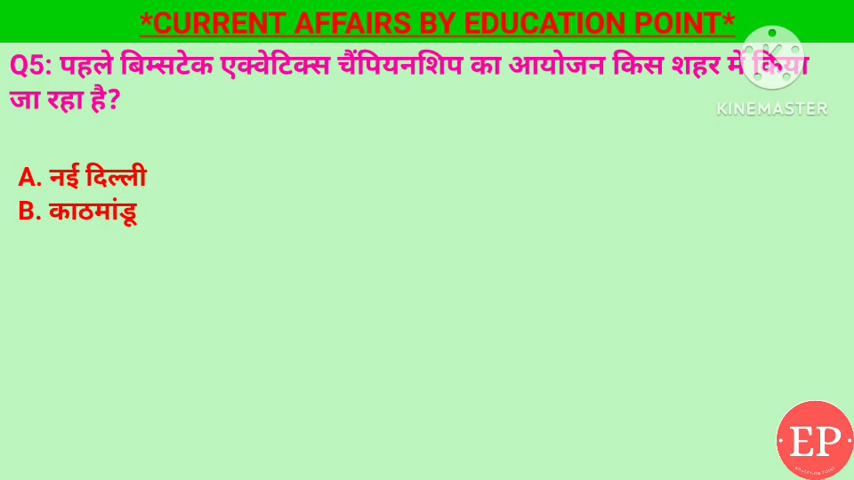 *CURRENT AFFAIRS BY EDUCATION POINT*
Q5: पहले बिम्सटेक एक्वेटिक्स चैंपियनशिप का आयोजन किस शहर में किया
जा रहा है?
KINEMASTER
A. नई दिल्ली
B. काठमांडू
EP